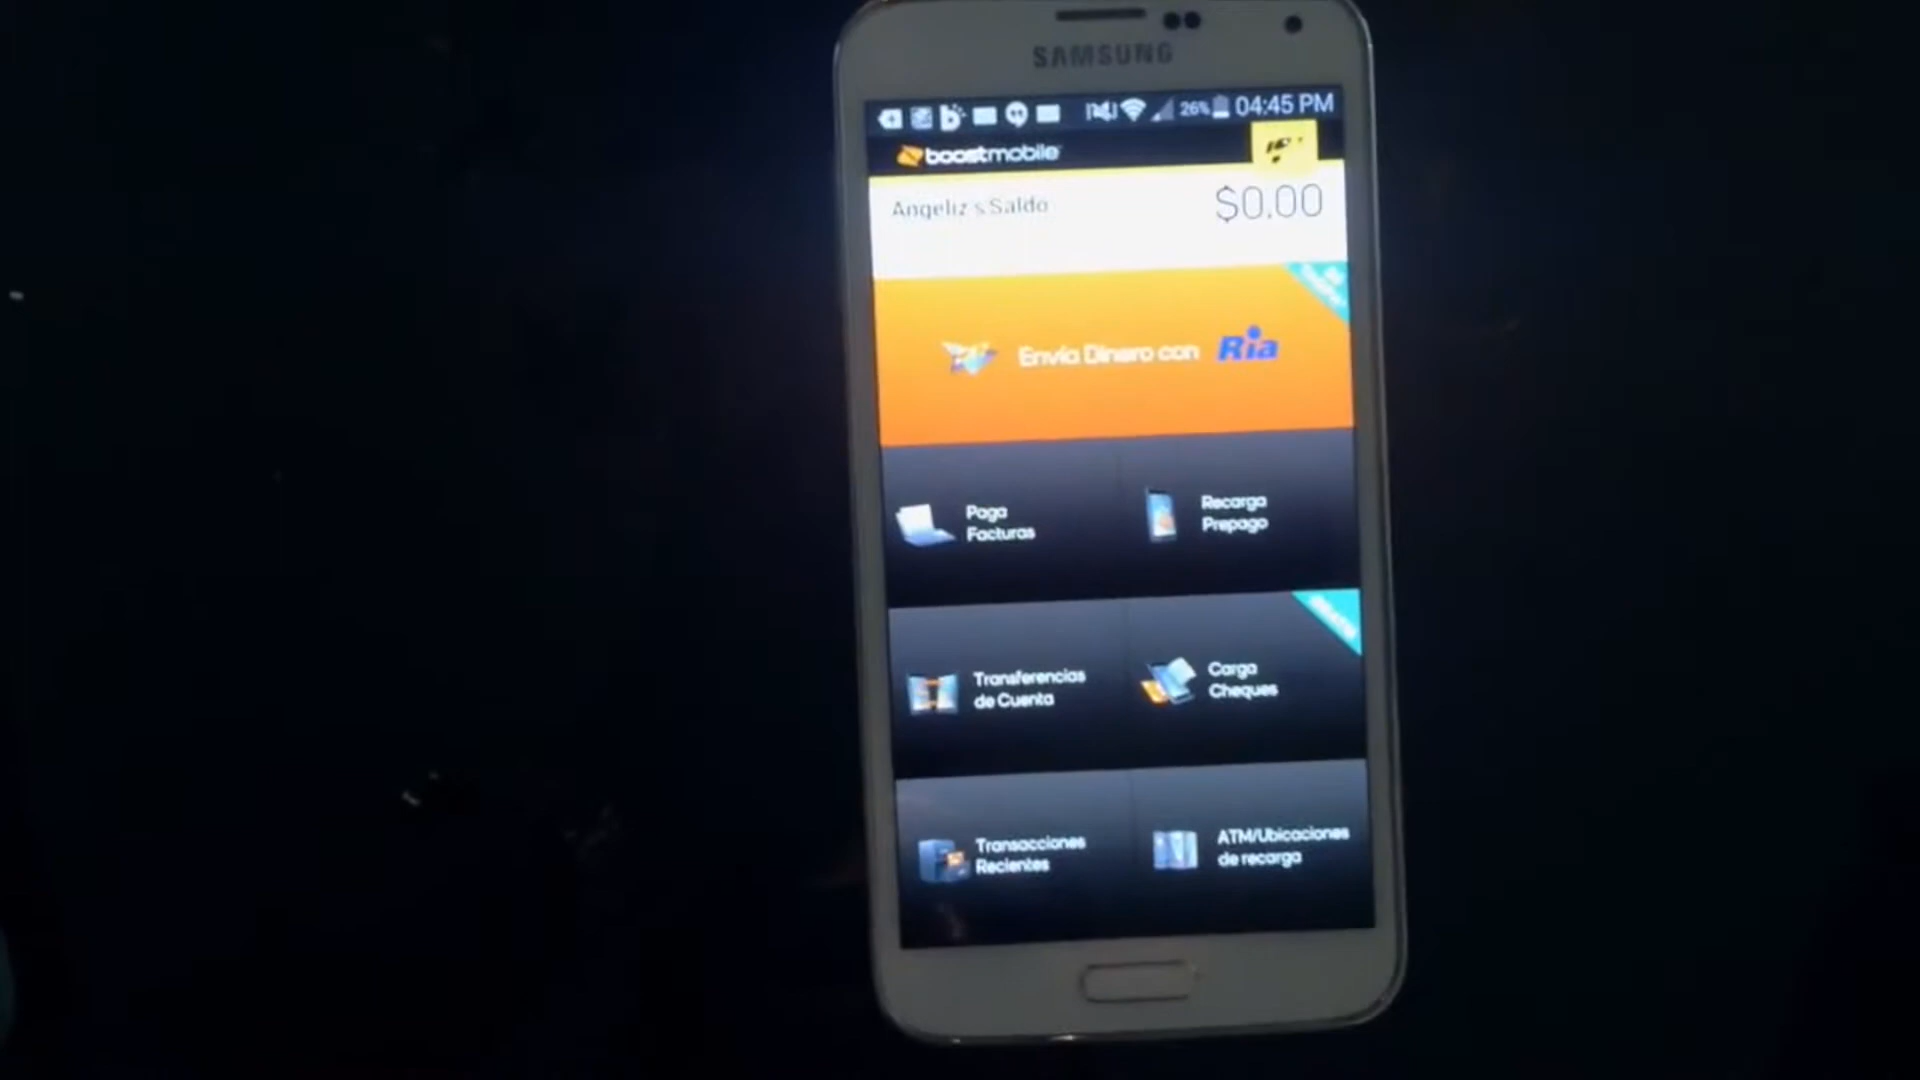 SAMSUNG
26% 04:45 PM
boostmobile
Angeliz s Saldo
$0.00
Envía Dinero con Ria
Paga
Facturas
Recarga
Prepago
Transferencias
de Cuenta
Carga
Cheques
Transacciones
Recientes
ATM/Ubicaciones
de recarga